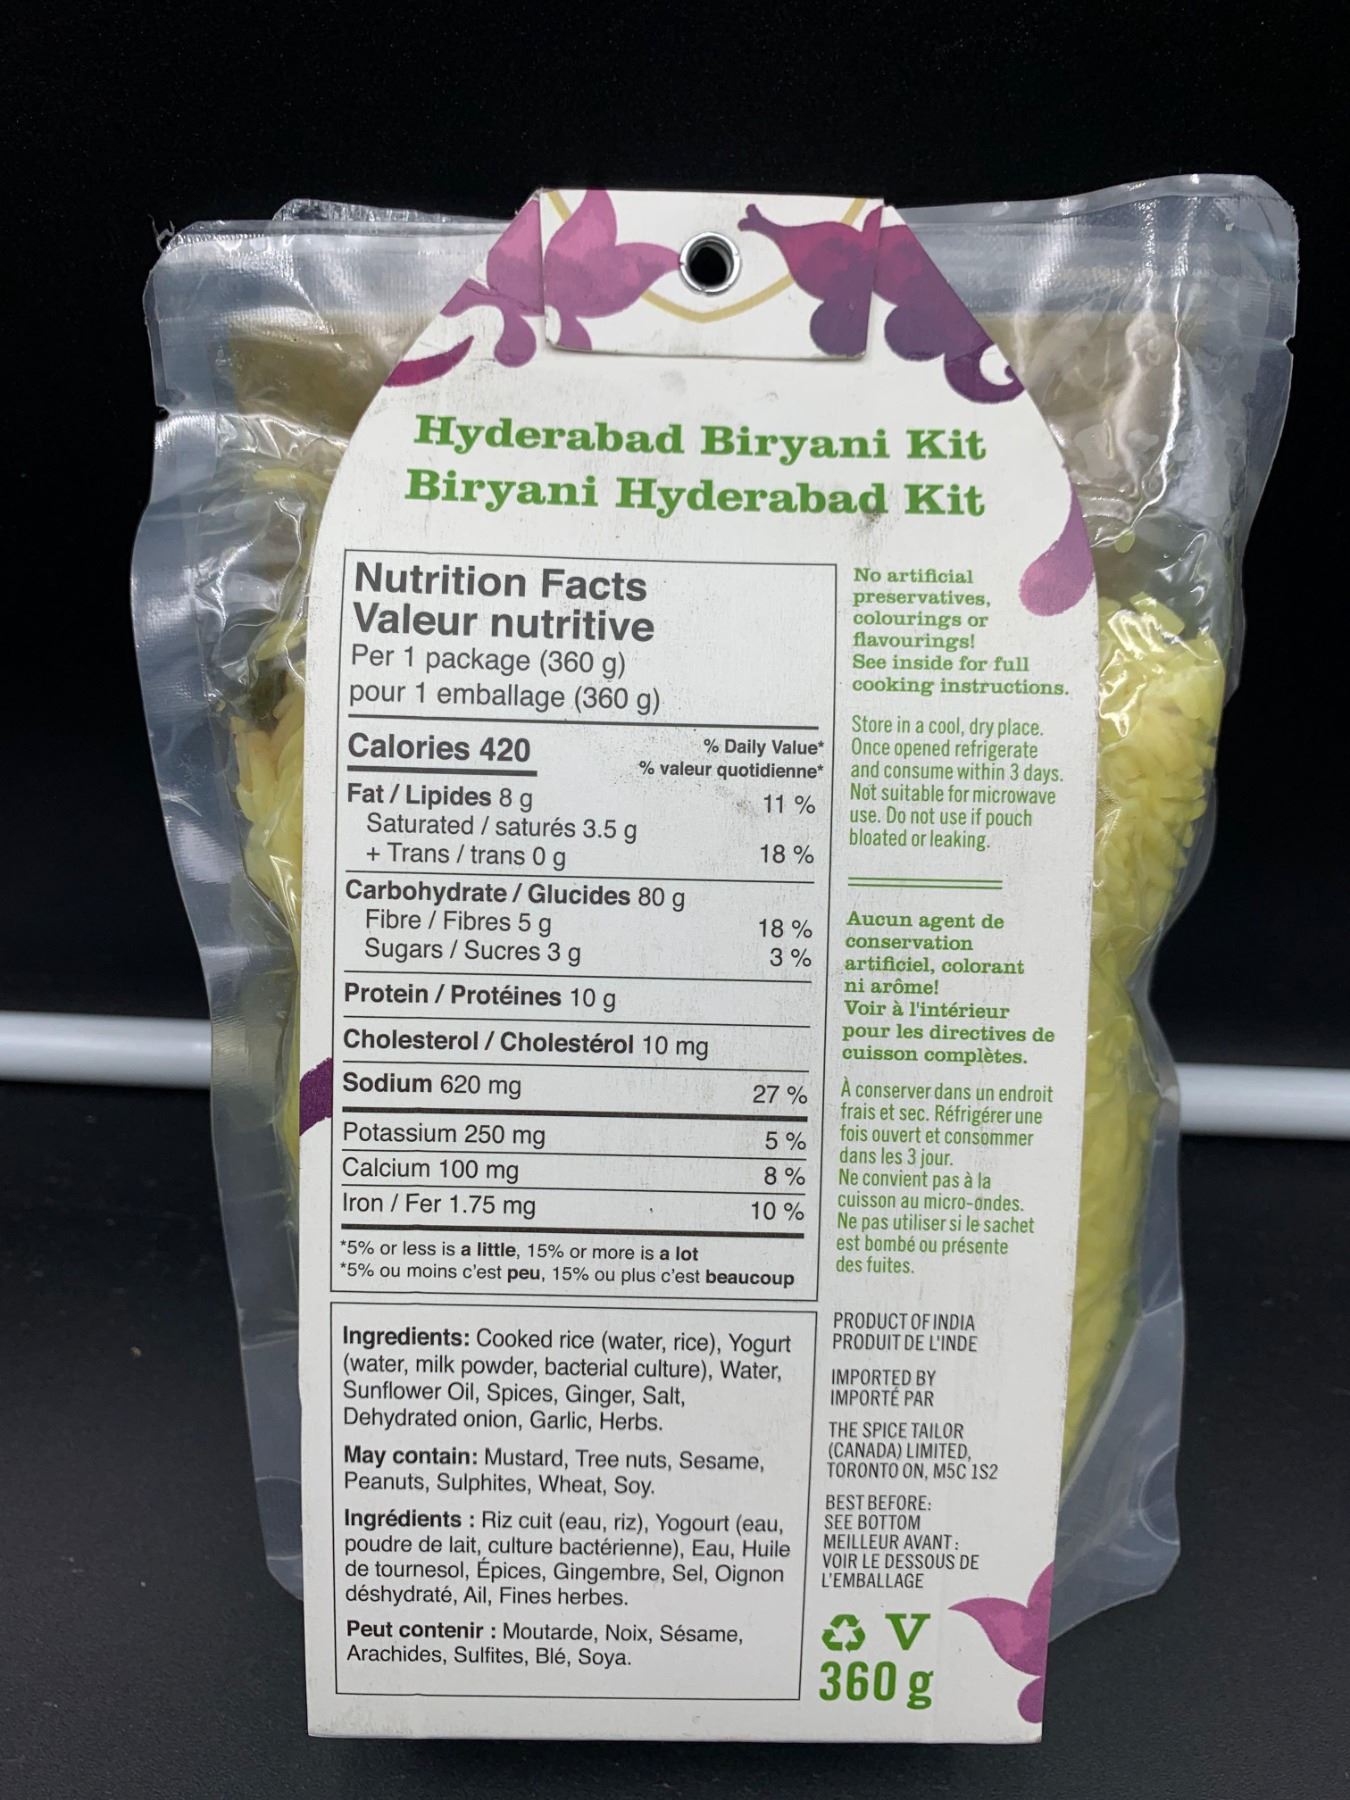 Hyderabad Biryani Kit
Biryani Hyderabad Kit
Nutrition Facts
Valeur nutritive
Per 1 package (360 g)
pour 1 emballage (360 g)
Calories 420
% Daily Value*
% valeur quotidienne*
Fat / Lipides 8 g 11 %
Saturated / saturés 3.5 g
+ Trans / trans 0 g 18 %
Carbohydrate / Glucides 80 g
Fibre / Fibres 5 g 18 %
Sugars / Sucres 3 g 3 %
Protein / Protéines 10 g
Cholesterol / Cholestérol 10 mg
Sodium 620 mg 27 %
Potassium 250 mg 5 %
Calcium 100 mg 8 %
Iron / Fer 1.75 mg 10 %
*5% or less is a little, 15% or more is a lot
*5% ou moins c'est peu, 15% ou plus c'est beaucoup
Ingredients: Cooked rice (water, rice), Yogurt
(water, milk powder, bacterial culture), Water,
Sunflower Oil, Spices, Ginger, Salt,
Dehydrated onion, Garlic, Herbs.
May contain: Mustard, Tree nuts, Sesame,
Peanuts, Sulphites, Wheat, Soy.
Ingrédients : Riz cuit (eau, riz), Yogourt (eau,
poudre de lait, culture bactérienne), Eau, Huile
de tournesol, Épices, Gingembre, Sel, Oignon
déshydraté, Ail, Fines herbes.
Peut contenir : Moutarde, Noix, Sésame,
Arachides, Sulfites, Blé, Soya.
No artificial
preservatives,
colourings or
flavourings!
See inside for full
cooking instructions.
Store in a cool, dry place.
Once opened refrigerate
and consume within 3 days.
Not suitable for microwave
use. Do not use if pouch
bloated or leaking.
Aucun agent de
conservation
artificiel, colorant
ni arôme!
Voir à l'intérieur
pour les directives de
cuisson complètes.
À conserver dans un endroit
frais et sec. Réfrigérer une
fois ouvert et consommer
dans les 3 jour.
Ne convient pas à la
cuisson au micro-ondes.
Ne pas utiliser si le sachet
est bombé ou présente
des fuites.
PRODUCT OF INDIA
PRODUIT DE L'INDE
IMPORTED BY
IMPORTÉ PAR
THE SPICE TAILOR
(CANADA) LIMITED,
TORONTO ON, M5C 1S2
BEST BEFORE:
SEE BOTTOM
MEILLEUR AVANT :
VOIR LE DESSOUS DE
L'EMBALLAGE
V
360 g